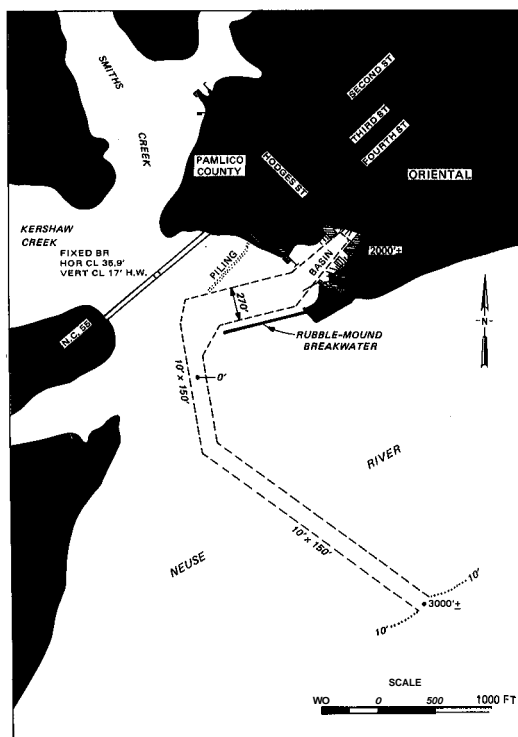 SMITHS
CREEK
SECOND ST
THIRD ST
FOURTH ST
PAMLICO
COUNTY
HODGES ST
ORIENTAL
KERSHAW
CREEK
FIXED BR
HOR CL 36.9'
VERT CL 17' H.W.
PILING
BASIN
2000'±
N
270'
N.C. 55
RUBBLE-MOUND
BREAKWATER
0'
10' x 150'
RIVER
10' x 150'
NEUSE
10'
3000'±
10'
SCALE
WO 0 500 1000 FT